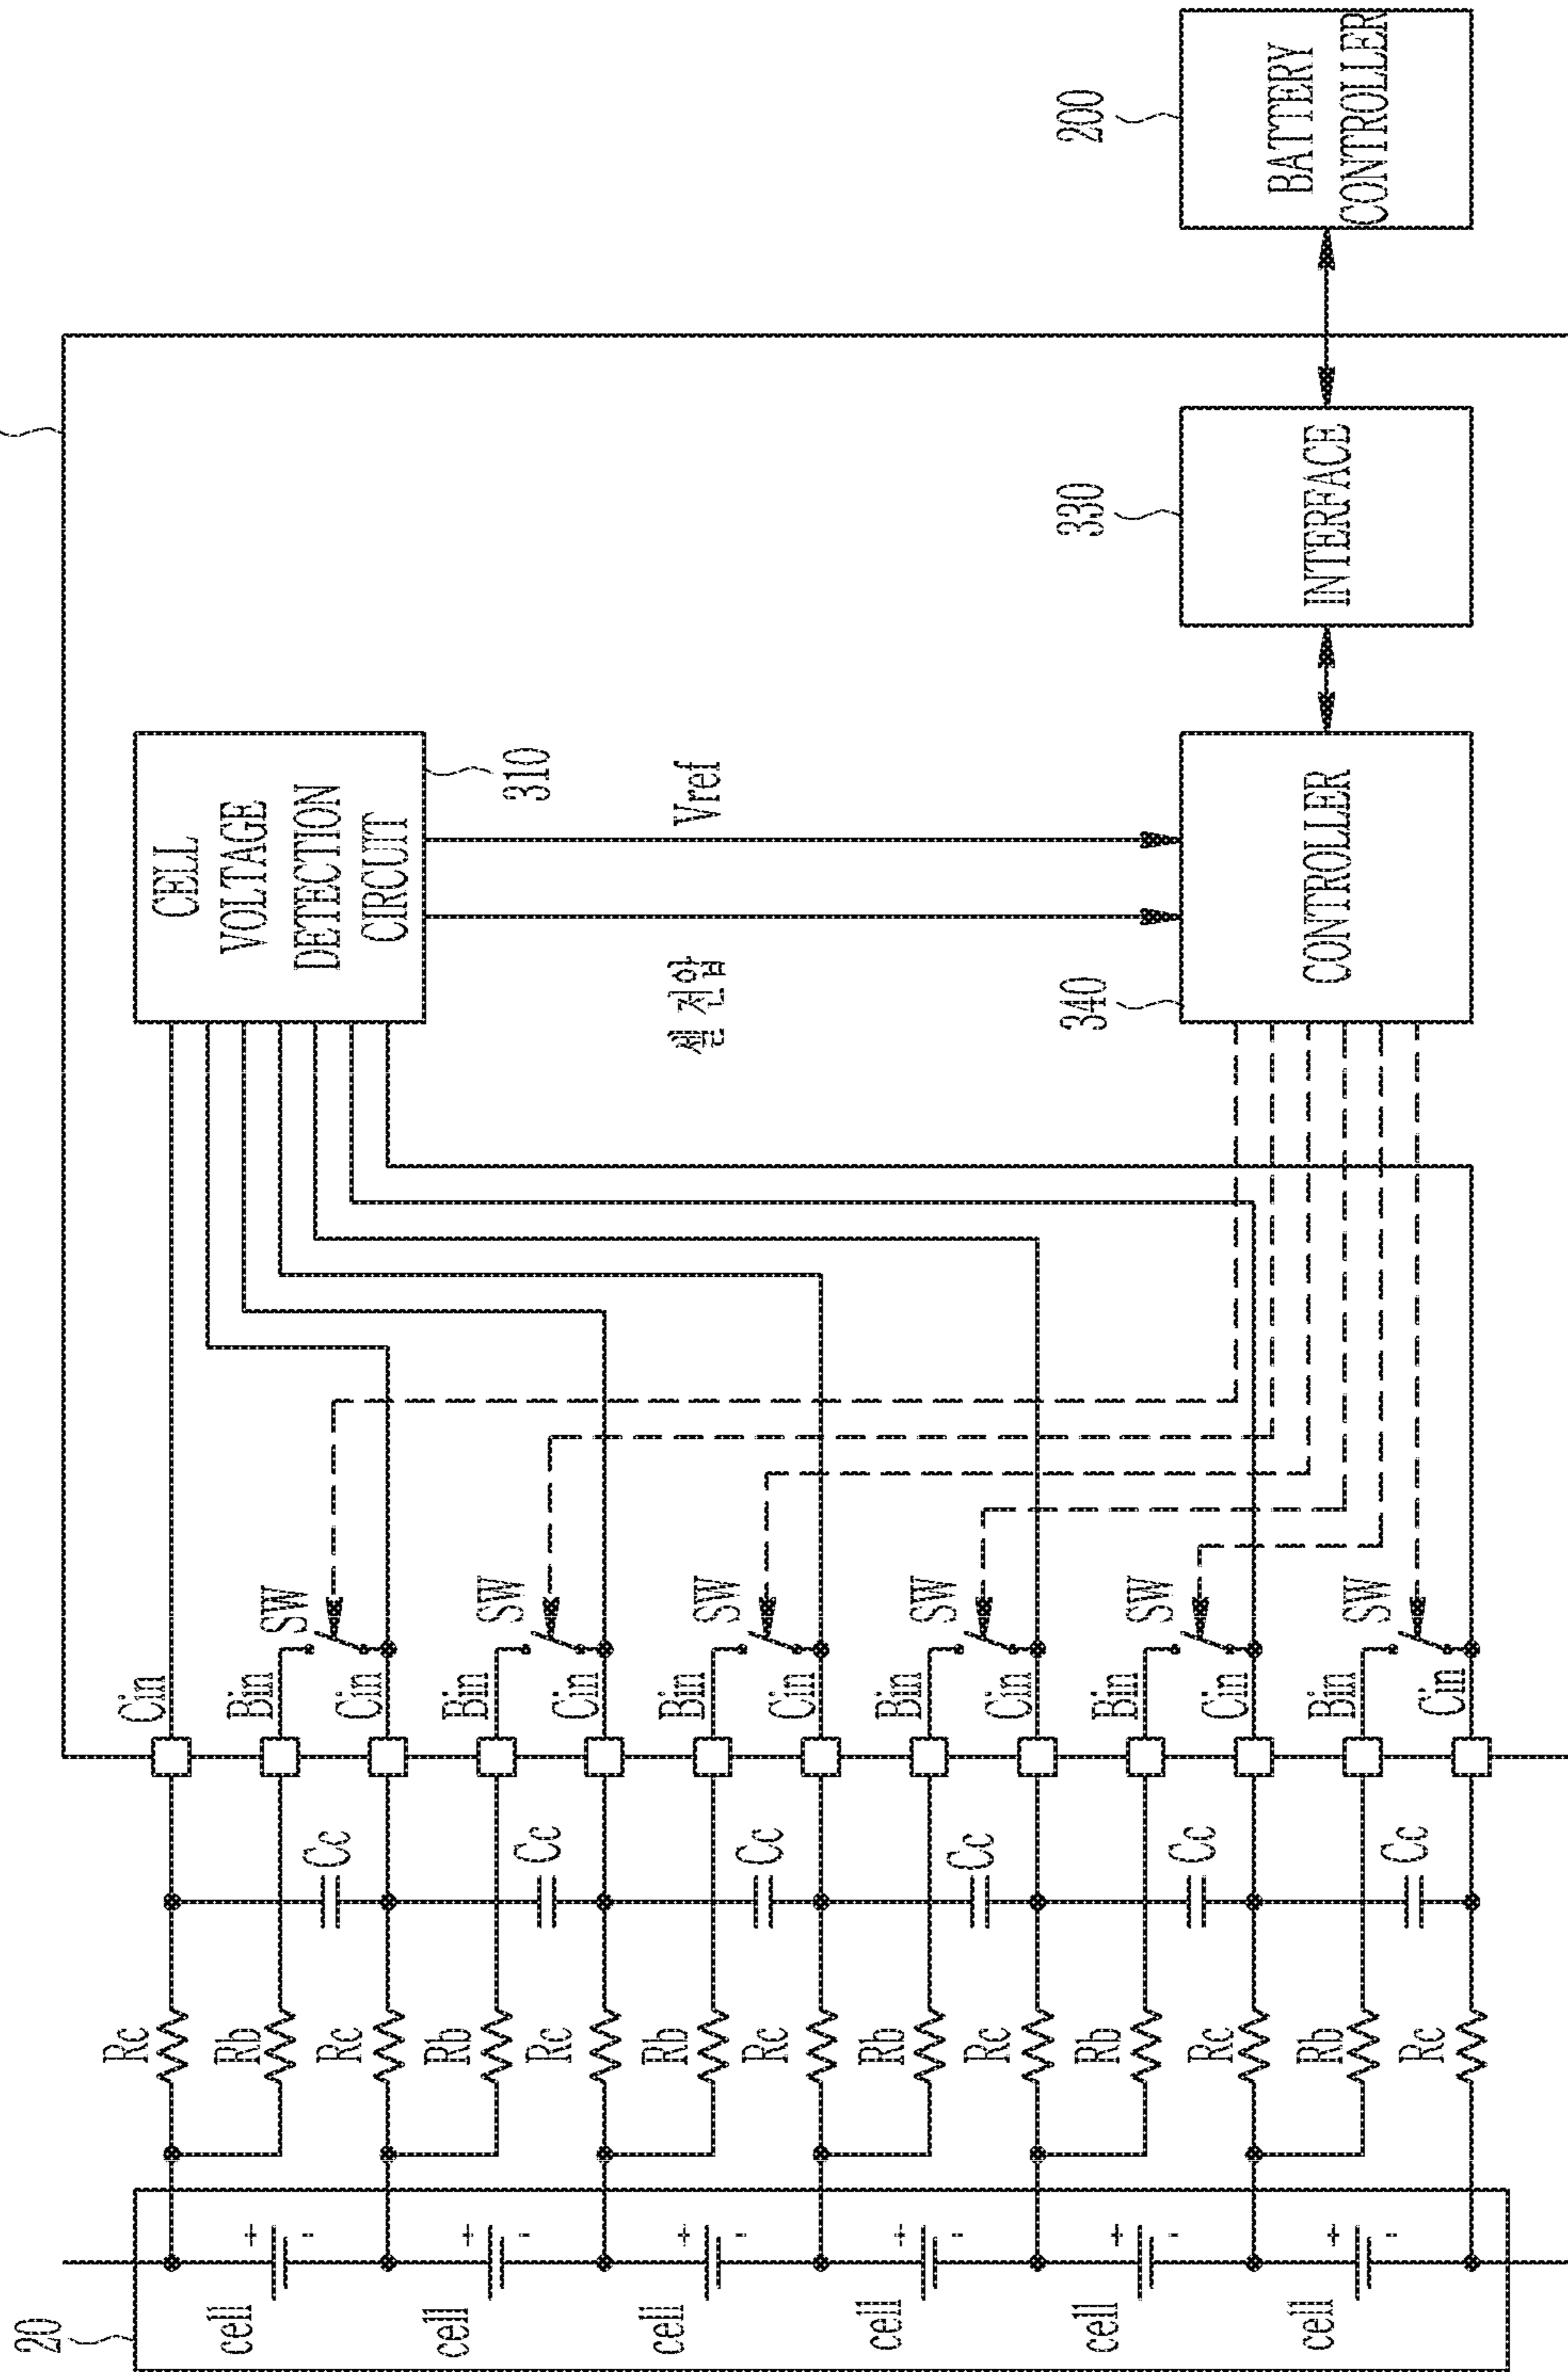 20
cell
cell
cell
cell
cell
cell
Rc
Rb
Rc
Rb
Rc
Rb
Rc
Rb
Rc
Rb
Rc
Rb
Rc
Cc
Cc
Cc
Cc
Cc
Cc
Cin
Bin
Cin
Bin
Cin
Bin
Cin
Bin
Cin
Bin
Cin
Bin
Cin
SW
SW
SW
SW
SW
SW
CELL
VOLTAGE
DETECTION
CIRCUIT
310
셀 전압
Vref
340
CONTROLLER
330
INTERFACE
200
BATTERY
CONTROLLER